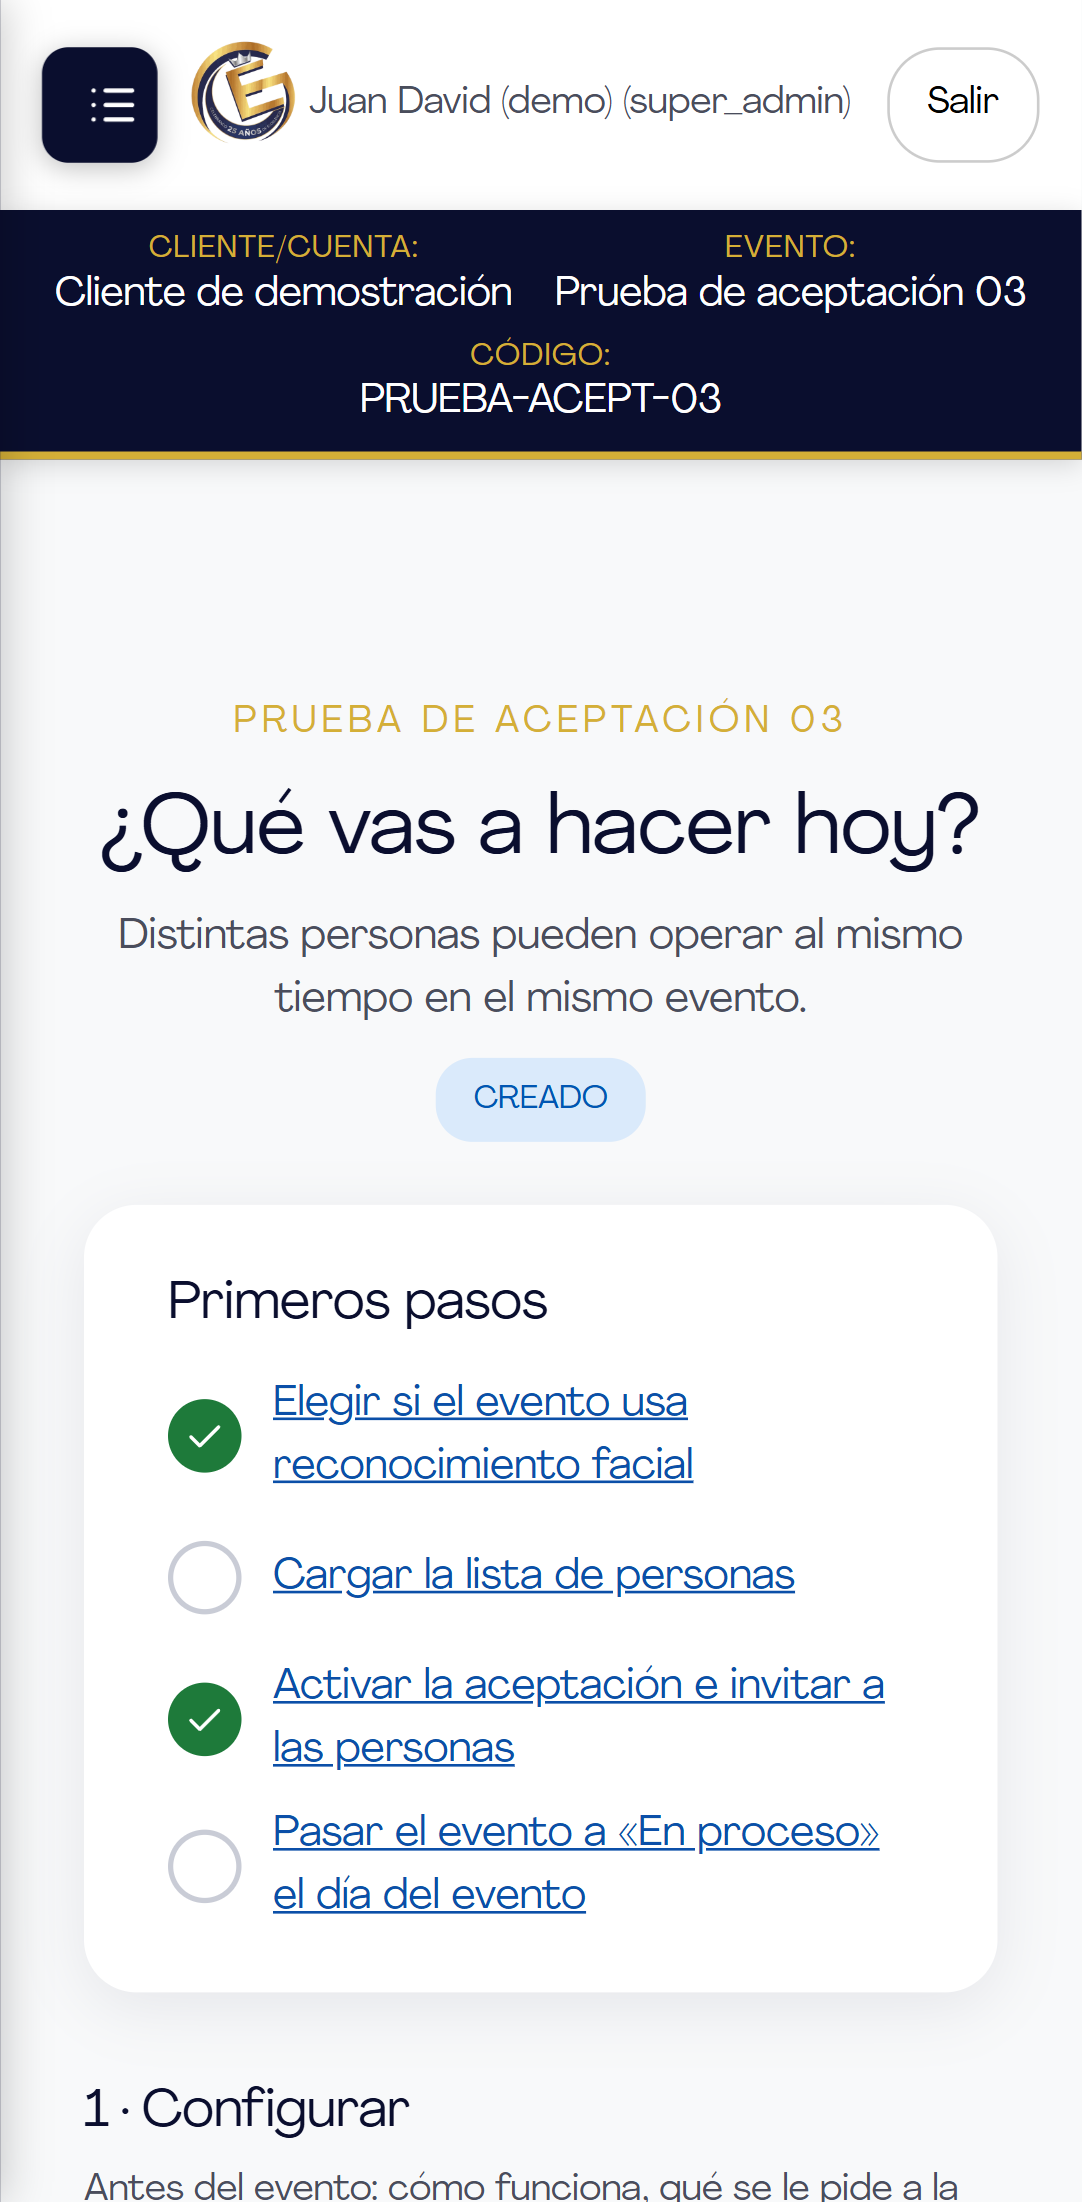 25 AÑOS
Juan David (demo) (super_admin)
Salir
CLIENTE/CUENTA:
Cliente de demostración
EVENTO:
Prueba de aceptación 03
CÓDIGO:
PRUEBA-ACEPT-03
PRUEBA DE ACEPTACIÓN 03
¿Qué vas a hacer hoy?
Distintas personas pueden operar al mismo
tiempo en el mismo evento.
CREADO
Primeros pasos
Elegir si el evento usa
reconocimiento facial
Cargar la lista de personas
Activar la aceptación e invitar a
las personas
Pasar el evento a «En proceso»
el día del evento
1 · Configurar
Antes del evento: cómo funciona, qué se le pide a la